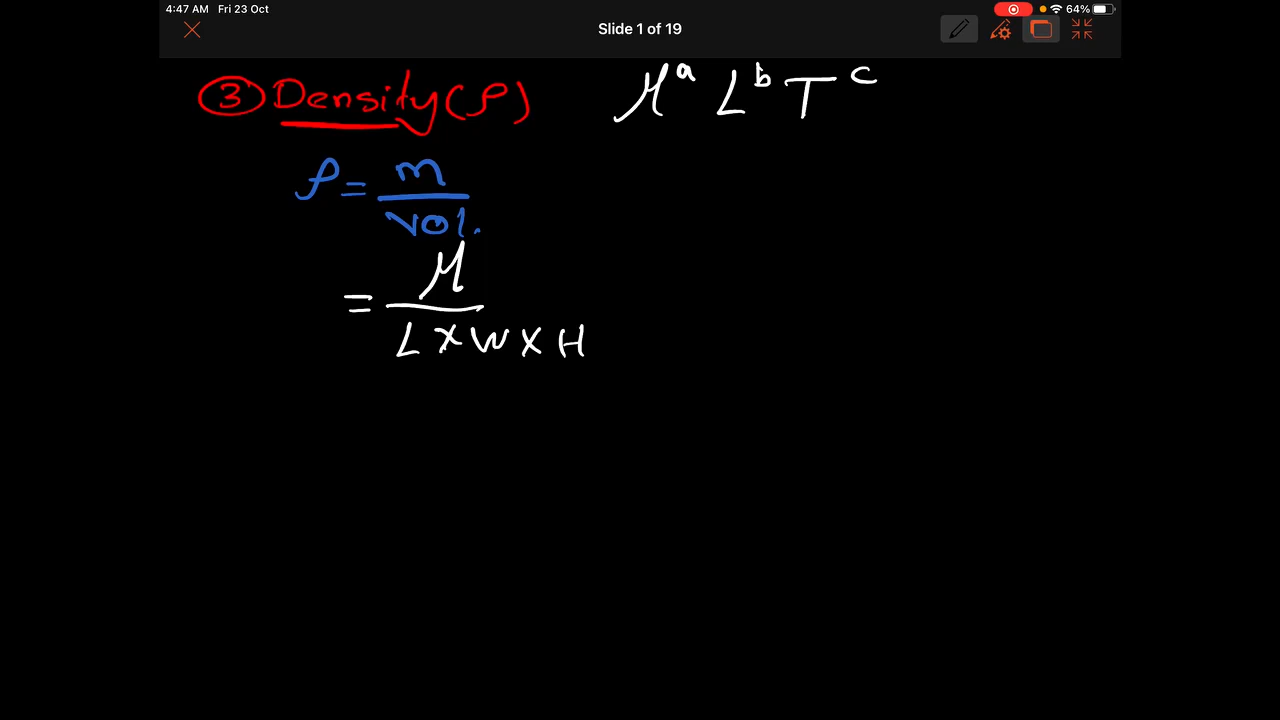 4:47 AM Fri 23 Oct
64%
Slide 1 of 19
③ Density (ρ)
M^a L^b T^c
ρ = m / vol.
= M / L × W × H